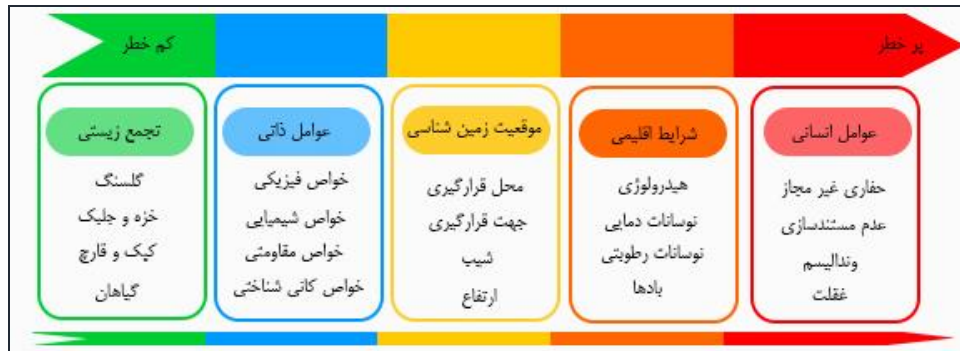 پر خطر
کم خطر
عوامل انسانی
حفاری غیر مجاز
عدم مستندسازی
وندالیسم
غفلت
شرایط اقلیمی
هیدرولوژی
نوسانات دمایی
نوسانات رطوبتی
بادها
موقعیت زمین شناسی
محل قرارگیری
جهت قرارگیری
شیب
ارتفاع
عوامل ذاتی
خواص فیزیکی
خواص شیمیایی
خواص مقاومتی
خواص کانی شناختی
تجمع زیستی
گلسنگ
خزه و جلبک
کپک و قارچ
گیاهان